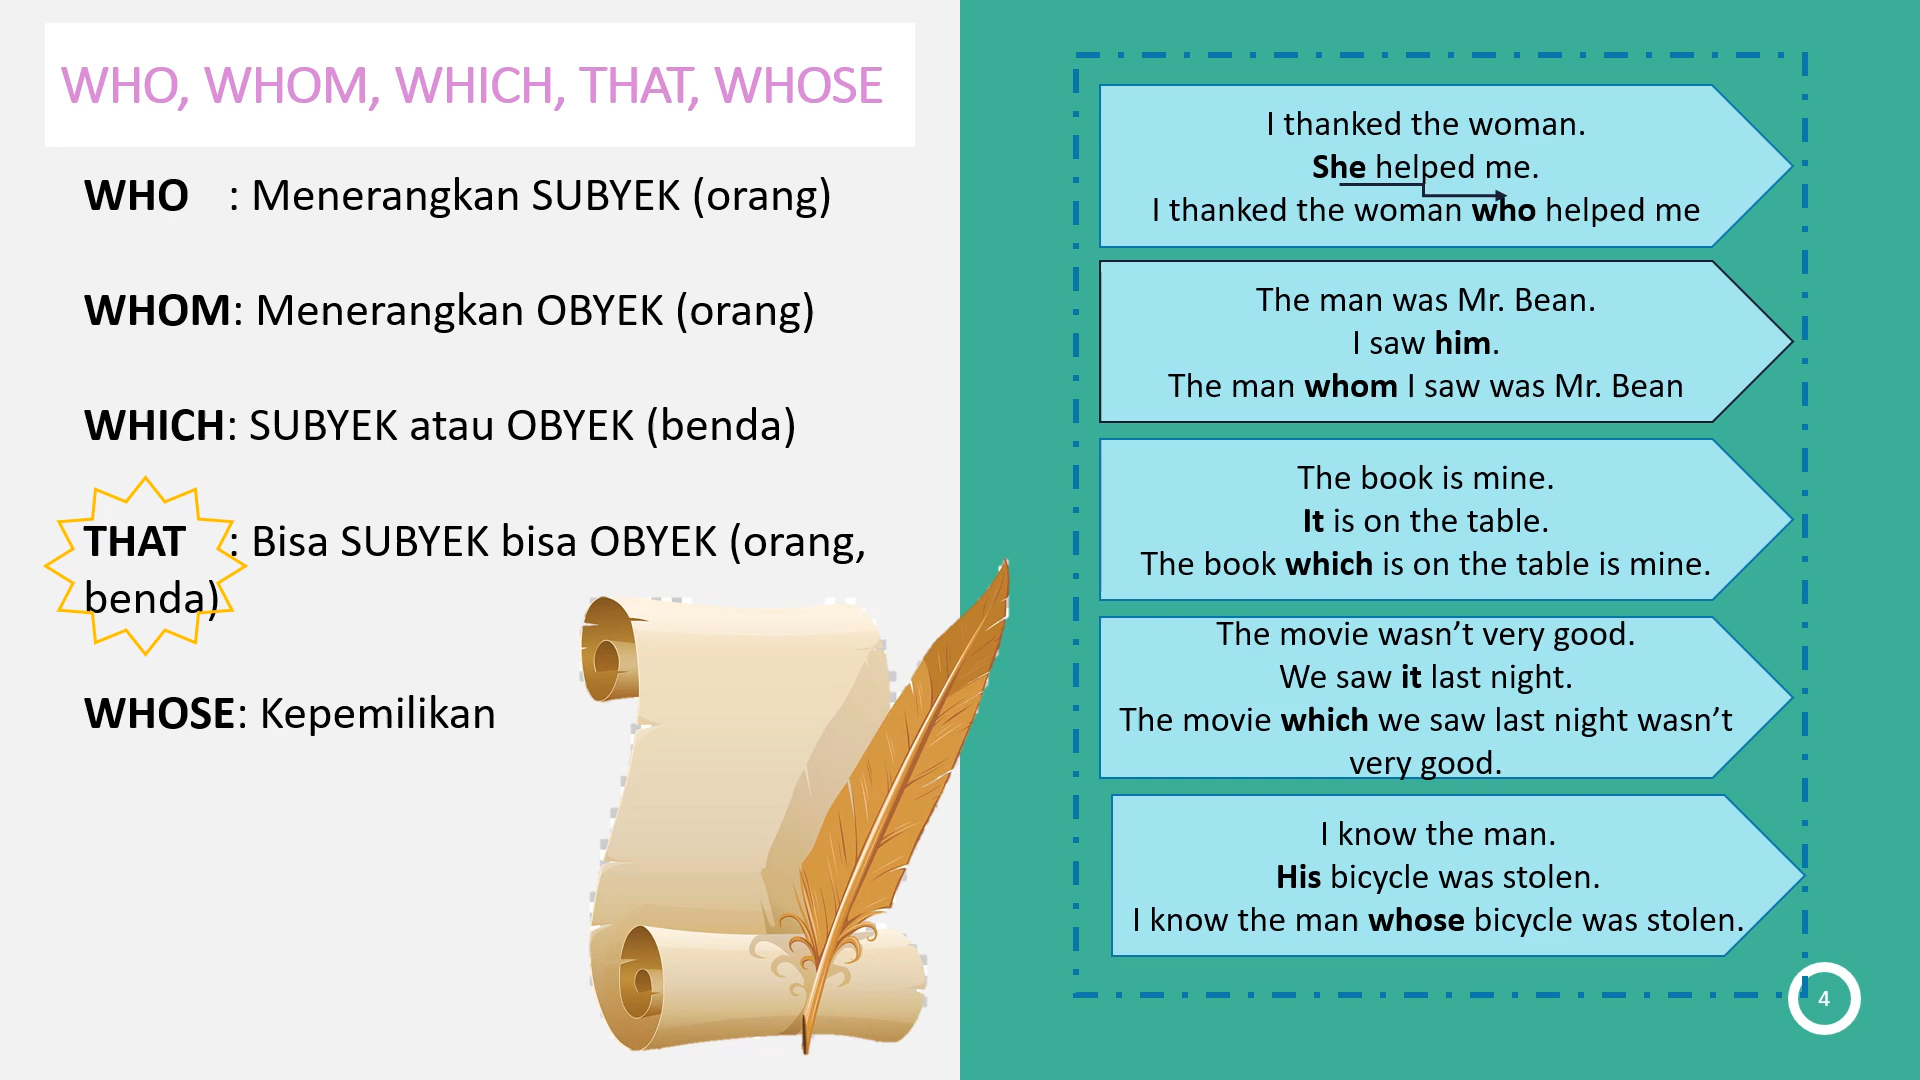 WHO, WHOM, WHICH, THAT, WHOSE
WHO : Menerangkan SUBYEK (orang)
WHOM: Menerangkan OBYEK (orang)
WHICH: SUBYEK atau OBYEK (benda)
THAT : Bisa SUBYEK bisa OBYEK (orang,
benda)
WHOSE: Kepemilikan
I thanked the woman.
She helped me.
I thanked the woman who helped me
The man was Mr. Bean.
I saw him.
The man whom I saw was Mr. Bean
The book is mine.
It is on the table.
The book which is on the table is mine.
The movie wasn’t very good.
We saw it last night.
The movie which we saw last night wasn’t
very good.
I know the man.
His bicycle was stolen.
I know the man whose bicycle was stolen.
4